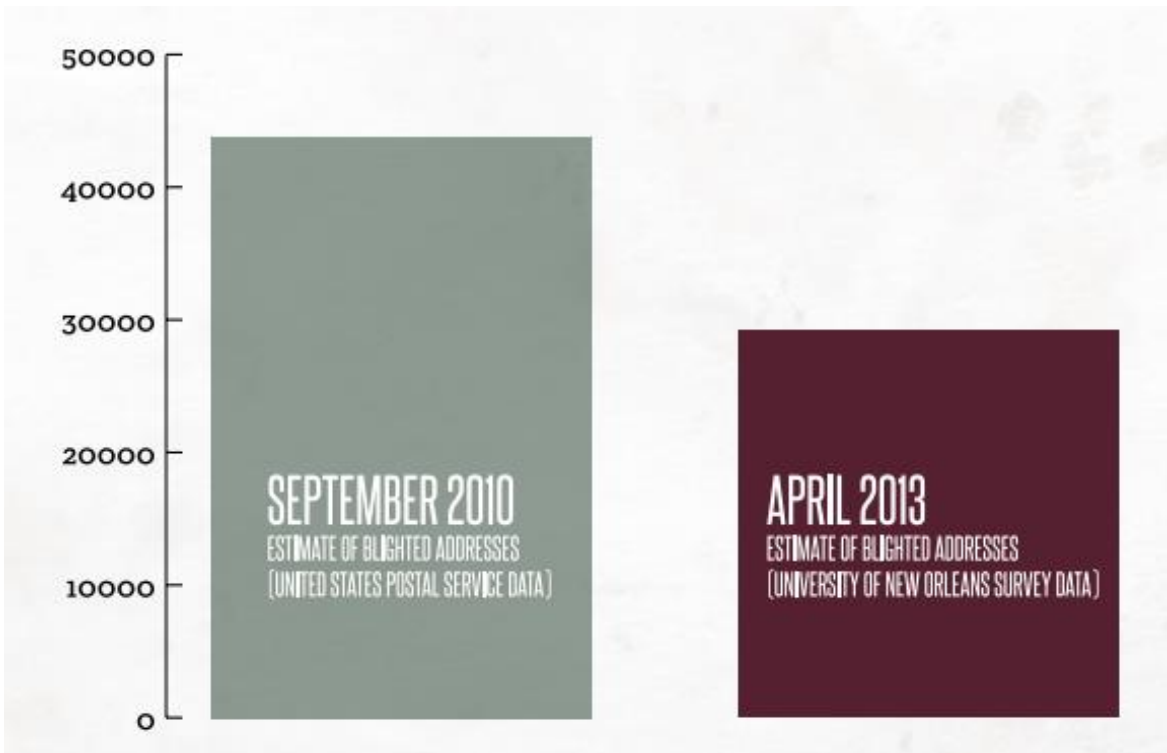 50000
40000
30000
20000
10000
0
SEPTEMBER 2010
ESTIMATE OF BLIGHTED ADDRESSES
(UNITED STATES POSTAL SERVICE DATA)
APRIL 2013
ESTIMATE OF BLIGHTED ADDRESSES
(UNIVERSITY OF NEW ORLEANS SURVEY DATA)